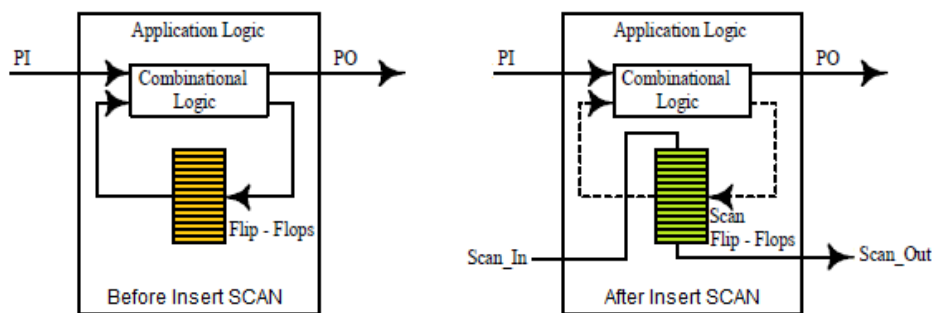 Application Logic
PI
PO
Combinational
Logic
Flip - Flops
Before Insert SCAN
Application Logic
PI
PO
Combinational
Logic
Scan
Flip - Flops
Scan_In
Scan_Out
After Insert SCAN